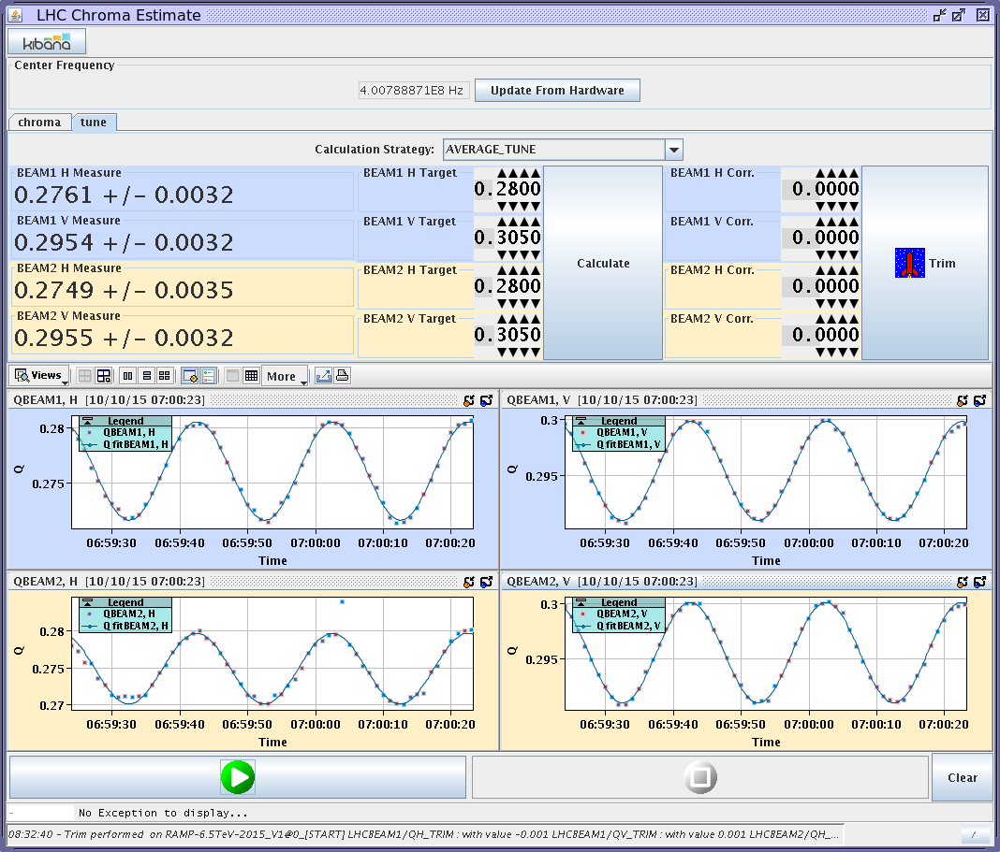 LHC Chroma Estimate
kibana
Center Frequency
4.00788871E8 Hz Update From Hardware
chroma tune
Calculation Strategy: AVERAGE_TUNE
BEAM1 H Measure
0.2761 +/- 0.0032
BEAM1 H Target
0.2800
BEAM1 H Corr.
0.0000
BEAM1 V Measure
0.2954 +/- 0.0032
BEAM1 V Target
0.3050
BEAM1 V Corr.
0.0000
BEAM2 H Measure
0.2749 +/- 0.0035
BEAM2 H Target
0.2800
BEAM2 H Corr.
0.0000
BEAM2 V Measure
0.2955 +/- 0.0032
BEAM2 V Target
0.3050
BEAM2 V Corr.
0.0000
Calculate
Trim
Views More
QBEAM1, H [10/10/15 07:00:23]
Legend
QBEAM1, H
Q fitBEAM1, H
Q
0.28
0.275
06:59:30 06:59:40 06:59:50 07:00:00 07:00:10 07:00:20
Time
QBEAM1, V [10/10/15 07:00:23]
Legend
QBEAM1, V
Q fitBEAM1, V
Q
0.3
0.295
06:59:30 06:59:40 06:59:50 07:00:00 07:00:10 07:00:20
Time
QBEAM2, H [10/10/15 07:00:23]
Legend
QBEAM2, H
Q fitBEAM2, H
Q
0.28
0.275
0.27
06:59:30 06:59:40 06:59:50 07:00:00 07:00:10 07:00:20
Time
QBEAM2, V [10/10/15 07:00:23]
Legend
QBEAM2, V
Q fitBEAM2, V
Q
0.3
0.295
06:59:30 06:59:40 06:59:50 07:00:00 07:00:10 07:00:20
Time
Clear
- No Exception to display...
08:32:40 - Trim performed on RAMP-6.5TeV-2015_V1@0_[START] LHCBEAM1/QH_TRIM : with value -0.001 LHCBEAM1/QV_TRIM : with value 0.001 LHCBEAM2/QH_...
/